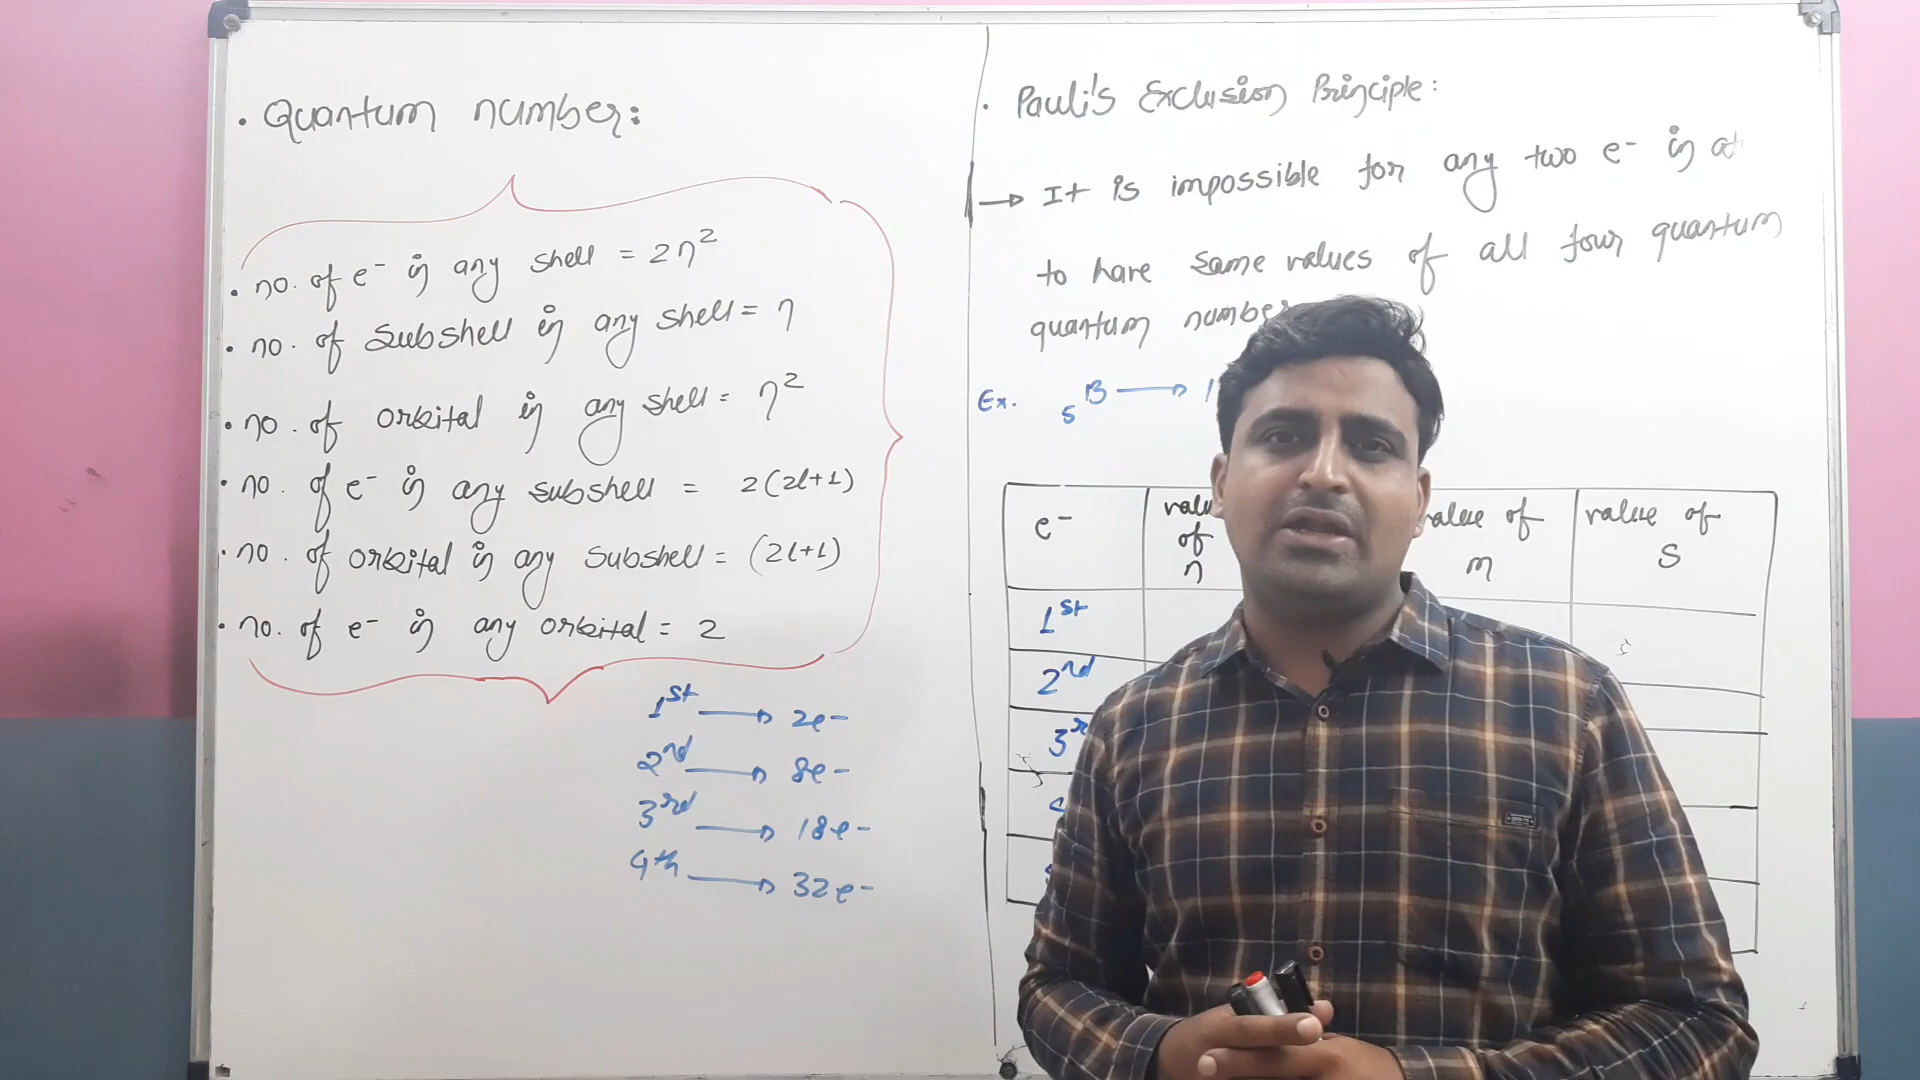 • Quantum number:
• no. of e⁻ in any shell = 2n²
• no. of subshell in any shell = n
• no. of orbital in any shell = n²
• no. of e⁻ in any subshell = 2(2l+1)
• no. of orbital in any subshell = (2l+1)
• no. of e⁻ in any orbital = 2
1st → 2e-
2nd → 8e-
3rd → 18e-
4th → 32e-
• Pauli's Exclusion Principle:
→ It is impossible for any two e⁻ in
to have same values of all four quantum
quantum number
Ex. ₅B → 1
e⁻ of value of value of
n m S
1st
2nd
3